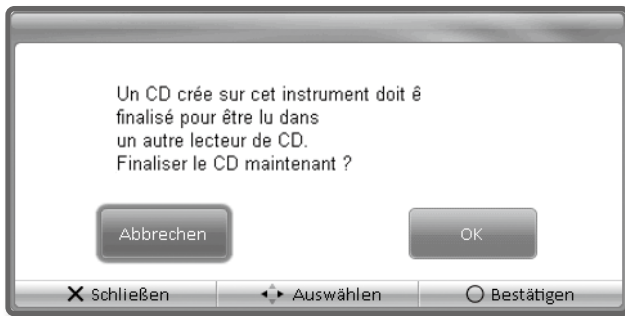 Un CD crée sur cet instrument doit ê
finalisé pour être lu dans
un autre lecteur de CD.
Finaliser le CD maintenant ?
Abbrechen OK
Schließen Auswählen Bestätigen